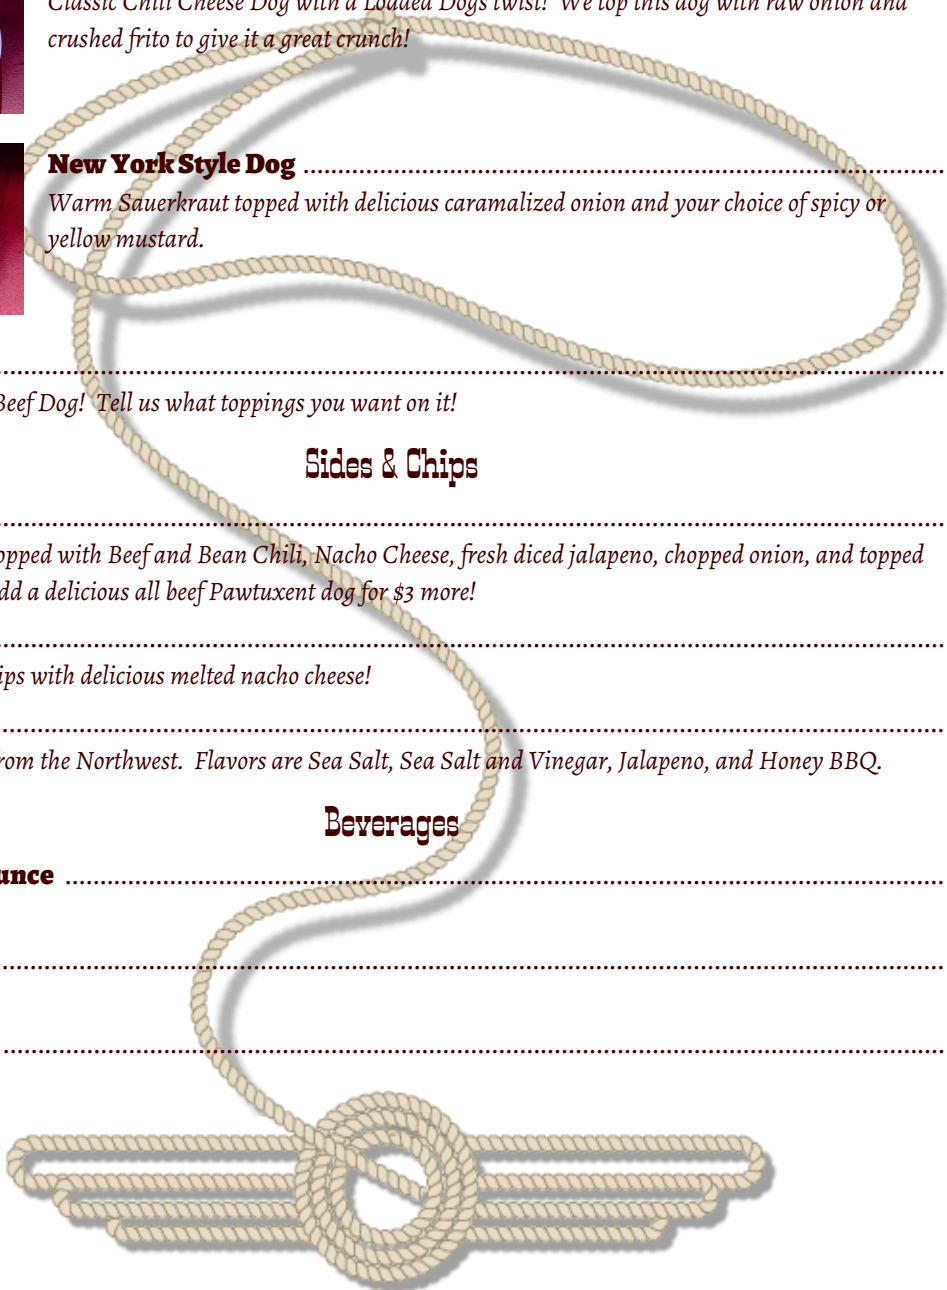 Classic Chili Cheese Dog with a Loaded Dogs twist! We top this dog with raw onion and
crushed frito to give it a great crunch!
New York Style Dog ................................................................
Warm Sauerkraut topped with delicious caramalized onion and your choice of spicy or
yellow mustard.
Beef Dog! Tell us what toppings you want on it!
Sides & Chips
opped with Beef and Bean Chili, Nacho Cheese, fresh diced jalapeno, chopped onion, and topped
dd a delicious all beef Pawtuxent dog for $3 more!
ips with delicious melted nacho cheese!
rom the Northwest. Flavors are Sea Salt, Sea Salt and Vinegar, Jalapeno, and Honey BBQ.
Beverages
unce ................................................................